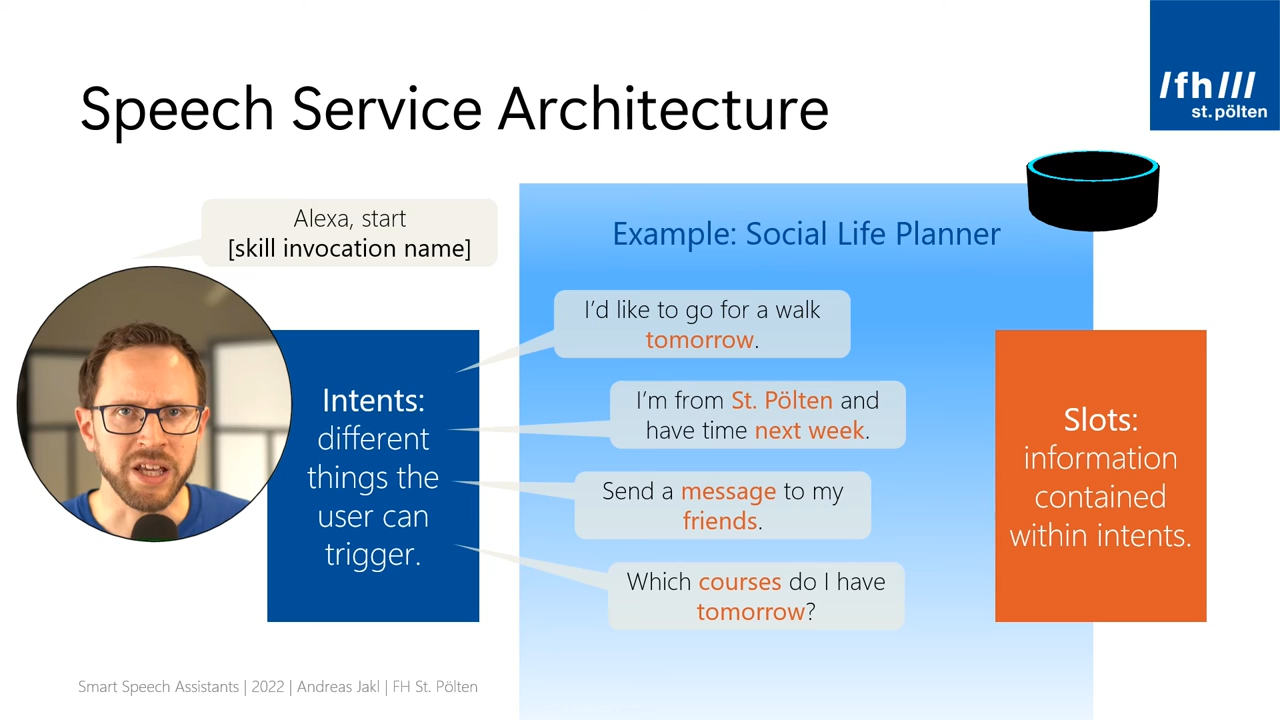 Speech Service Architecture
/fh///
st.pölten
Alexa, start
[skill invocation name]
Example: Social Life Planner
I’d like to go for a walk
tomorrow.
I’m from St. Pölten and
have time next week.
Send a message to my
friends.
Which courses do I have
tomorrow?
Intents:
different
things the
user can
trigger.
Slots:
information
contained
within intents.
Smart Speech Assistants | 2022 | Andreas Jakl | FH St. Pölten